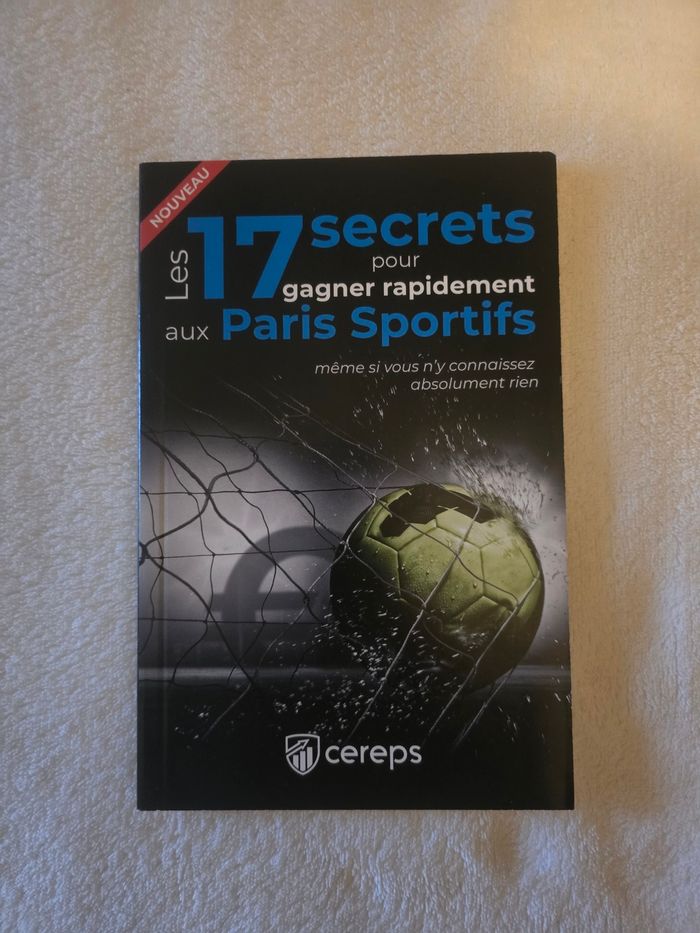 NOUVEAU
Les 17 secrets
pour
gagner rapidement
aux Paris Sportifs
même si vous n'y connaissez
absolument rien
cereps